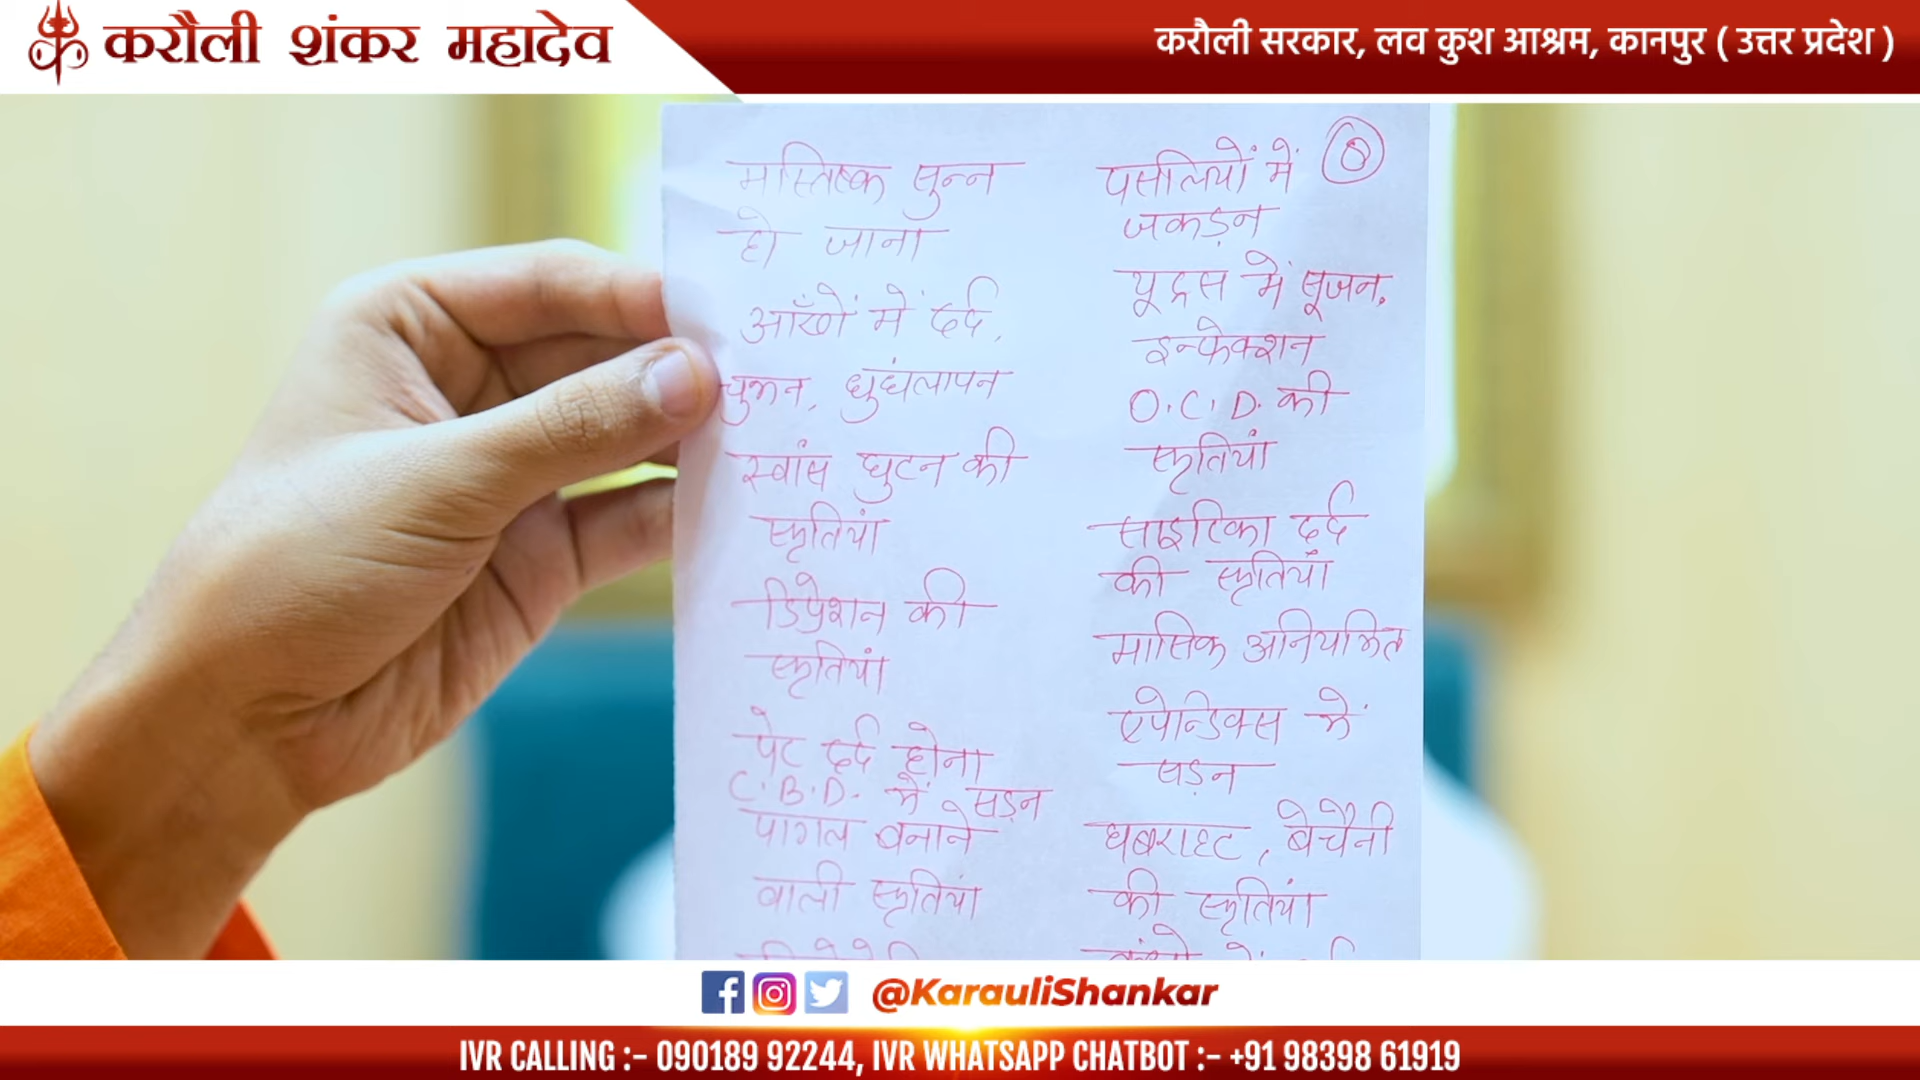 करौली शंकर महादेव
करौली सरकार, लव कुश आश्रम, कानपुर ( उत्तर प्रदेश )
मस्तिष्क सुन्न
हो जाना
आँखों में दर्द,
चुभन, धुंधलापन
स्वांस घुटन की
स्मृतियां
डिप्रेशन की
स्मृतियां
पेट दर्द होना
C.B.D. में सड़न
पागल बनाने
वाली स्मृतियां
पसलियों में
जकड़न
यूट्रस में सूजन,
इन्फेक्शन
O.C.D. की
स्मृतियां
साइटिका दर्द
की स्मृतियां
मासिक अनियमित
एपेन्डिक्स में
सड़न
घबराहट, बेचैनी
की स्मृतियां
@KarauliShankar
IVR CALLING :- 090189 92244, IVR WHATSAPP CHATBOT :- +91 98398 61919